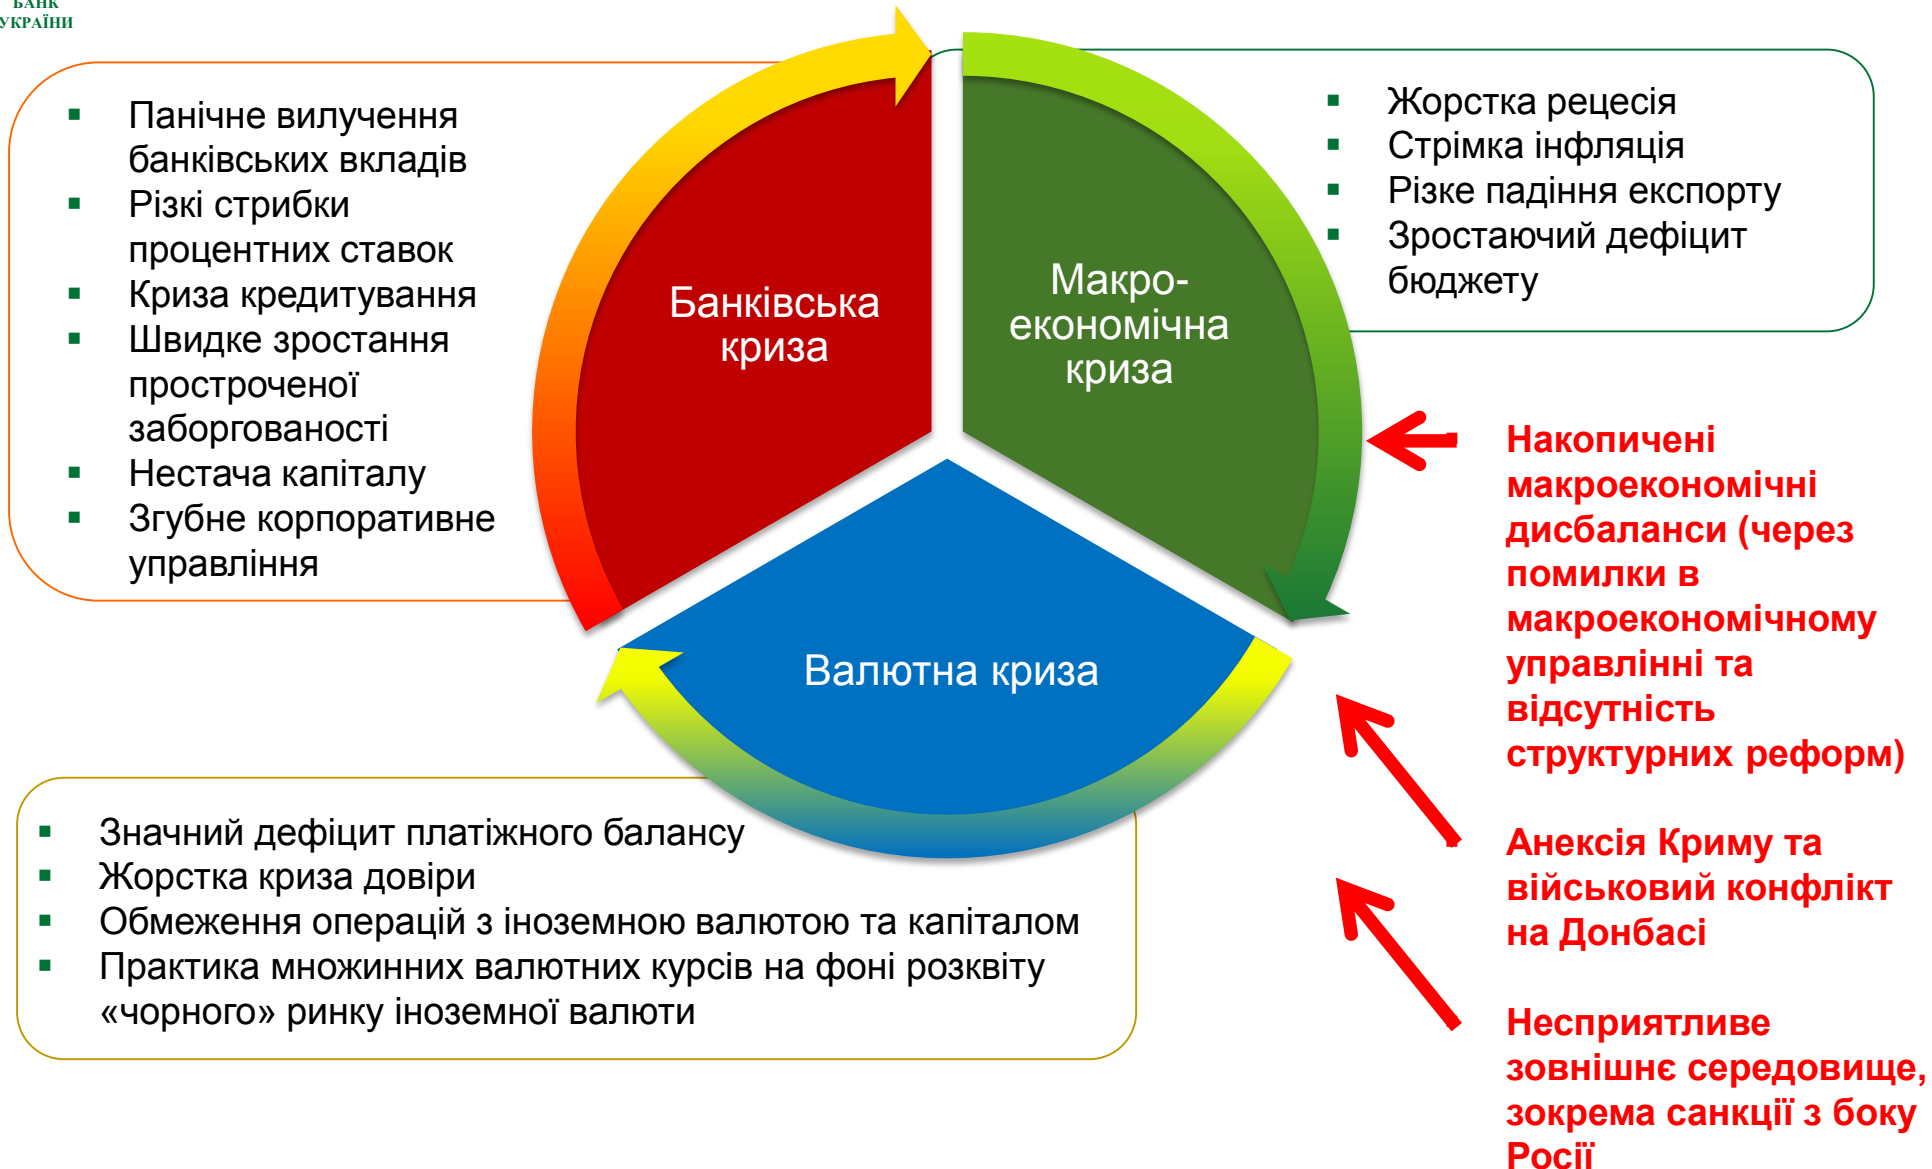 БАНК
УКРАЇНИ
▪ Панічне вилучення
банківських вкладів
▪ Різкі стрибки
процентних ставок
▪ Криза кредитування
▪ Швидке зростання
простроченої
заборгованості
▪ Нестача капіталу
▪ Згубне корпоративне
управління
Банківська
криза
Макро-
економічна
криза
▪ Жорстка рецесія
▪ Стрімка інфляція
▪ Різке падіння експорту
▪ Зростаючий дефіцит
бюджету
Валютна криза
▪ Значний дефіцит платіжного балансу
▪ Жорстка криза довіри
▪ Обмеження операцій з іноземною валютою та капіталом
▪ Практика множинних валютних курсів на фоні розквіту
«чорного» ринку іноземної валюти
Накопичені
макроекономічні
дисбаланси (через
помилки в
макроекономічному
управлінні та
відсутність
структурних реформ)
Анексія Криму та
військовий конфлікт
на Донбасі
Несприятливе
зовнішнє середовище,
зокрема санкції з боку
Росії